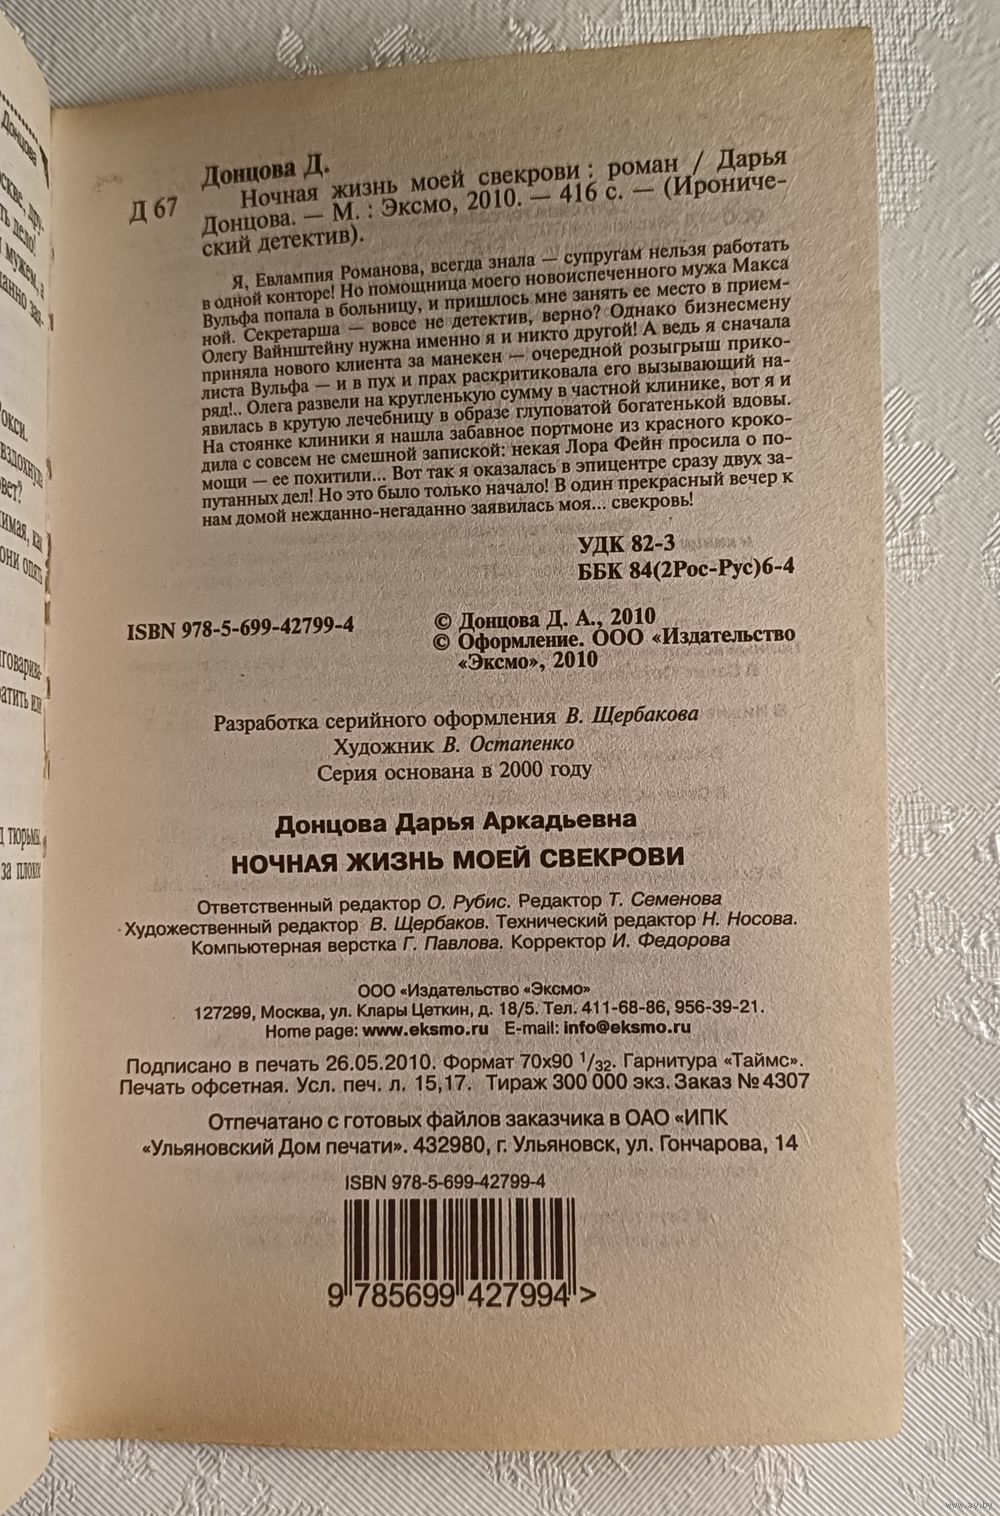 Донцова
Донцова Д.
Д 67
Ночная жизнь моей свекрови : роман / Дарья
Донцова. — М. : Эксмо, 2010. — 416 с. — (Ирониче-
ский детектив).
Я, Евлампия Романова, всегда знала — супругам нельзя работать
в одной конторе! Но помощница моего новоиспеченного мужа Макса
Вульфа попала в больницу, и пришлось мне занять ее место в прием-
ной. Секретарша — вовсе не детектив, верно? Однако бизнесмену
Олегу Вайнштейну нужна именно я и никто другой! А ведь я сначала
приняла нового клиента за манекен — очередной розыгрыш прико-
листа Вульфа — и в пух и прах раскритиковала его вызывающий на-
ряд!.. Олега развели на кругленькую сумму в частной клинике, вот я и
явилась в крутую лечебницу в образе глуповатой богатенькой вдовы.
На стоянке клиники я нашла забавное портмоне из красного кроко-
дила с совсем не смешной запиской: некая Лора Фейн просила о по-
мощи — ее похитили... Вот так я оказалась в эпицентре сразу двух за-
путанных дел! Но это было только начало! В один прекрасный вечер к
нам домой нежданно-негаданно заявилась моя... свекровь!
УДК 82-3
ББК 84(2Рос-Рус)6-4
ISBN 978-5-699-42799-4
© Донцова Д. А., 2010
© Оформление. ООО «Издательство
«Эксмо», 2010
Разработка серийного оформления В. Щербакова
Художник В. Остапенко
Серия основана в 2000 году
Донцова Дарья Аркадьевна
НОЧНАЯ ЖИЗНЬ МОЕЙ СВЕКРОВИ
Ответственный редактор О. Рубис. Редактор Т. Семенова
Художественный редактор В. Щербаков. Технический редактор Н. Носова.
Компьютерная верстка Г. Павлова. Корректор И. Федорова
ООО «Издательство «Эксмо»
127299, Москва, ул. Клары Цеткин, д. 18/5. Тел. 411-68-86, 956-39-21.
Home page: www.eksmo.ru E-mail: info@eksmo.ru
Подписано в печать 26.05.2010. Формат 70x90 1/32. Гарнитура «Таймс».
Печать офсетная. Усл. печ. л. 15,17. Тираж 300 000 экз. Заказ № 4307
Отпечатано с готовых файлов заказчика в ОАО «ИПК
«Ульяновский Дом печати». 432980, г. Ульяновск, ул. Гончарова, 14
ISBN 978-5-699-42799-4
9 785699 427994 >
www.ay.by